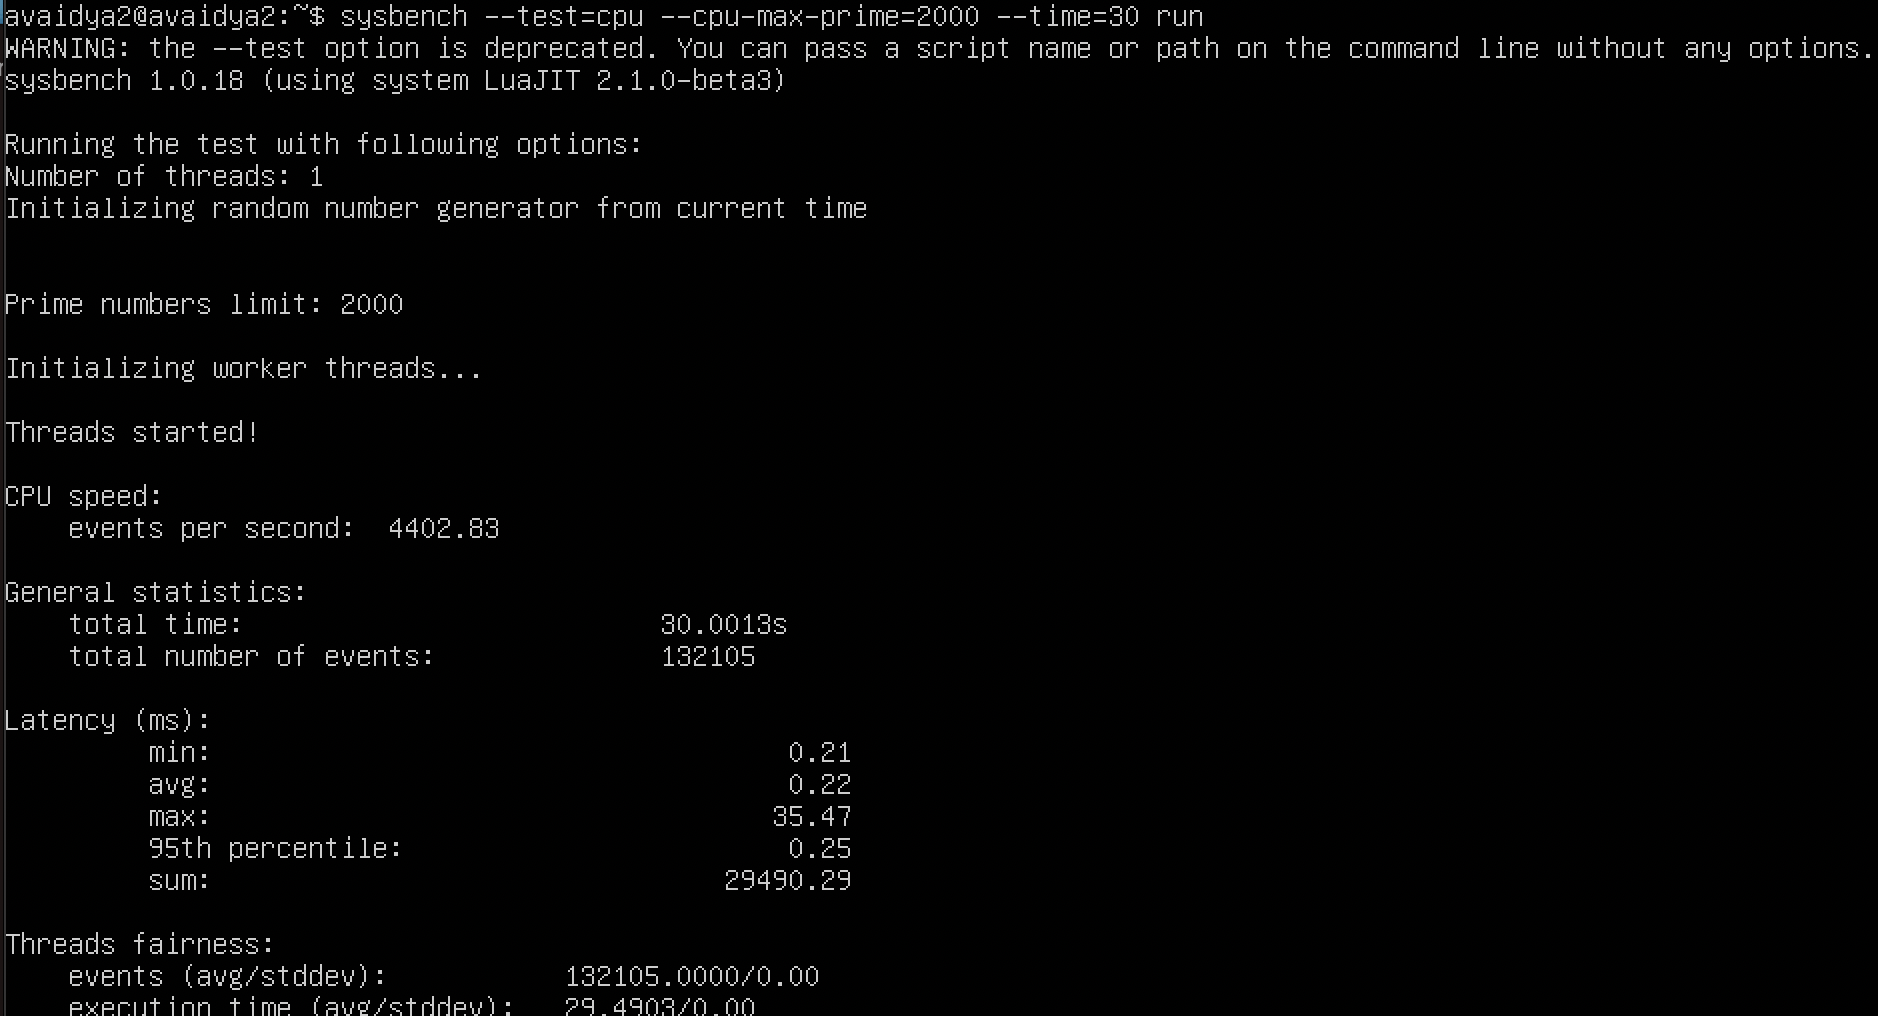 avaidya2@avaidya2:~$ sysbench --test=cpu --cpu-max-prime=2000 --time=30 run
WARNING: the --test option is deprecated. You can pass a script name or path on the command line without any options.
sysbench 1.0.18 (using system LuaJIT 2.1.0-beta3)
Running the test with following options:
Number of threads: 1
Initializing random number generator from current time
Prime numbers limit: 2000
Initializing worker threads...
Threads started!
CPU speed:
events per second: 4402.83
General statistics:
total time: 30.0013s
total number of events: 132105
Latency (ms):
min: 0.21
avg: 0.22
max: 35.47
95th percentile: 0.25
sum: 29490.29
Threads fairness:
events (avg/stddev): 132105.0000/0.00
execution time (avg/stddev): 29.4903/0.00